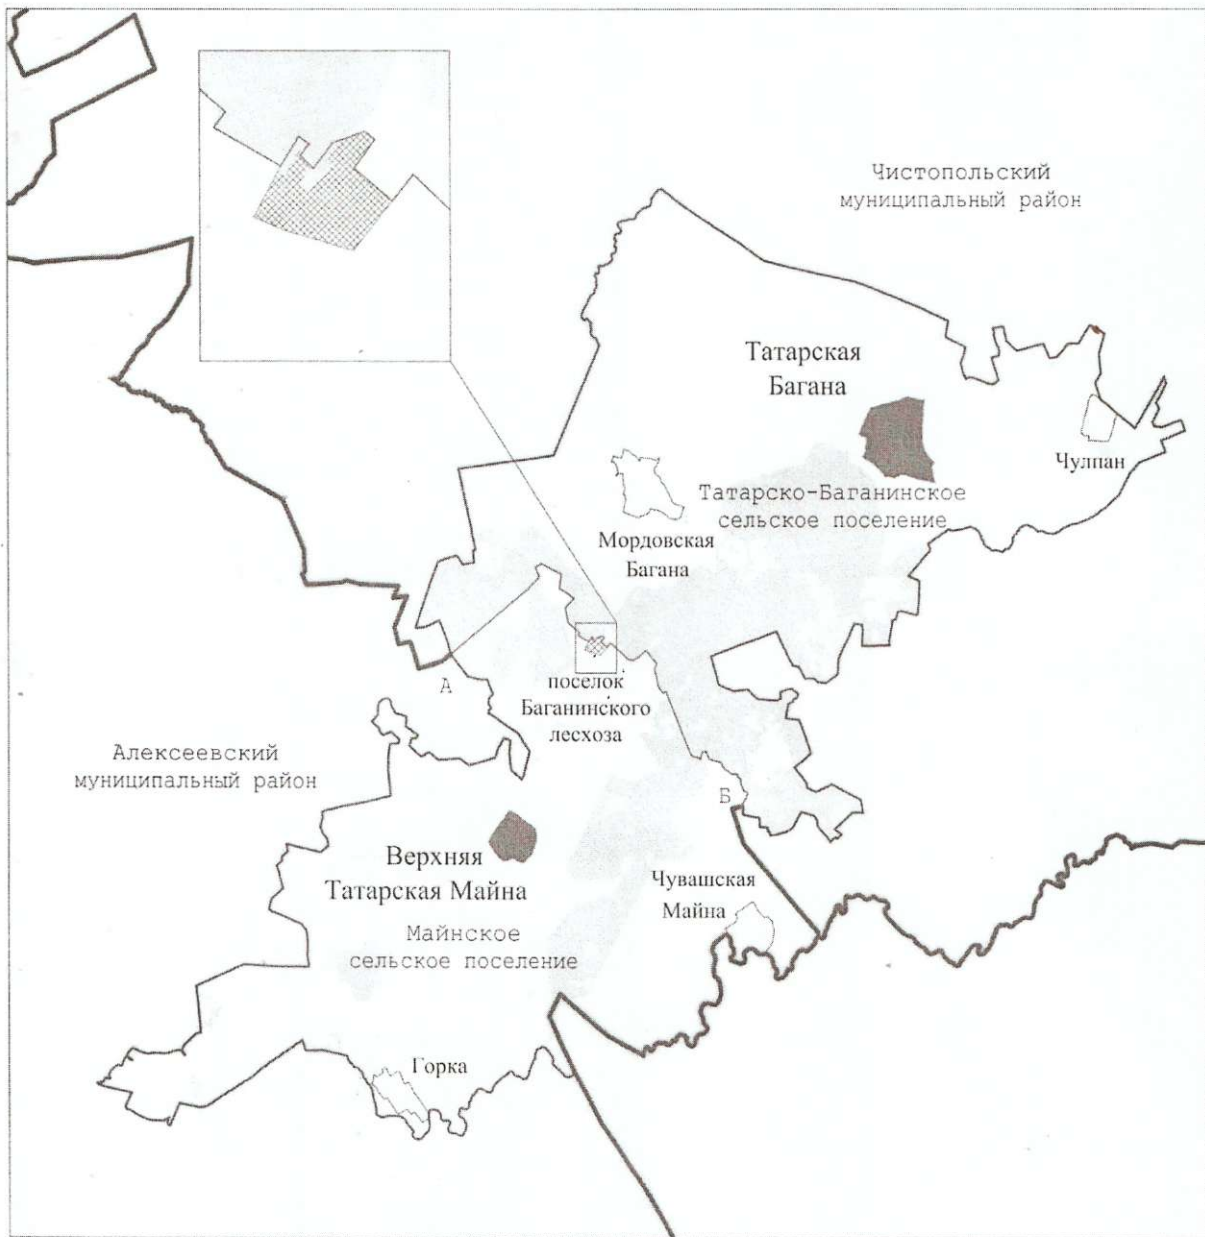 Чистопольский
муниципальный район
Татарская
Багана
Чулпан
Татарско-Баганинское
сельское поселение
Мордовская
Багана
А
поселок
Баганинского
лесхоза
Алексеевский
муниципальный район
Б
Верхняя
Татарская Майна
Чувашская
Майна
Майнское
сельское поселение
Горка